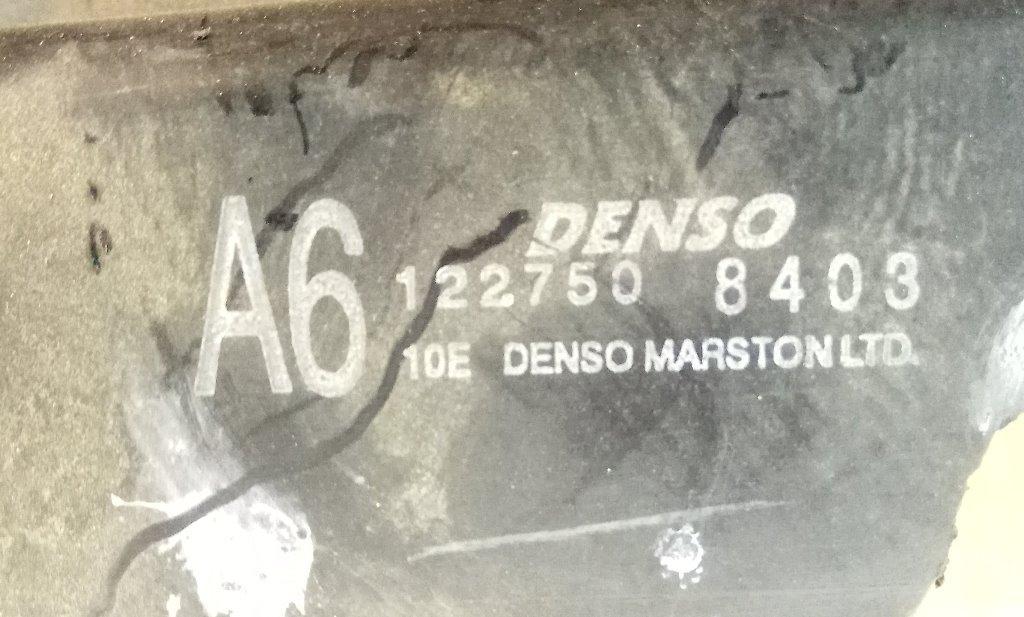 A6
DENSO
122750 8403
10E DENSO MARSTON LTD.